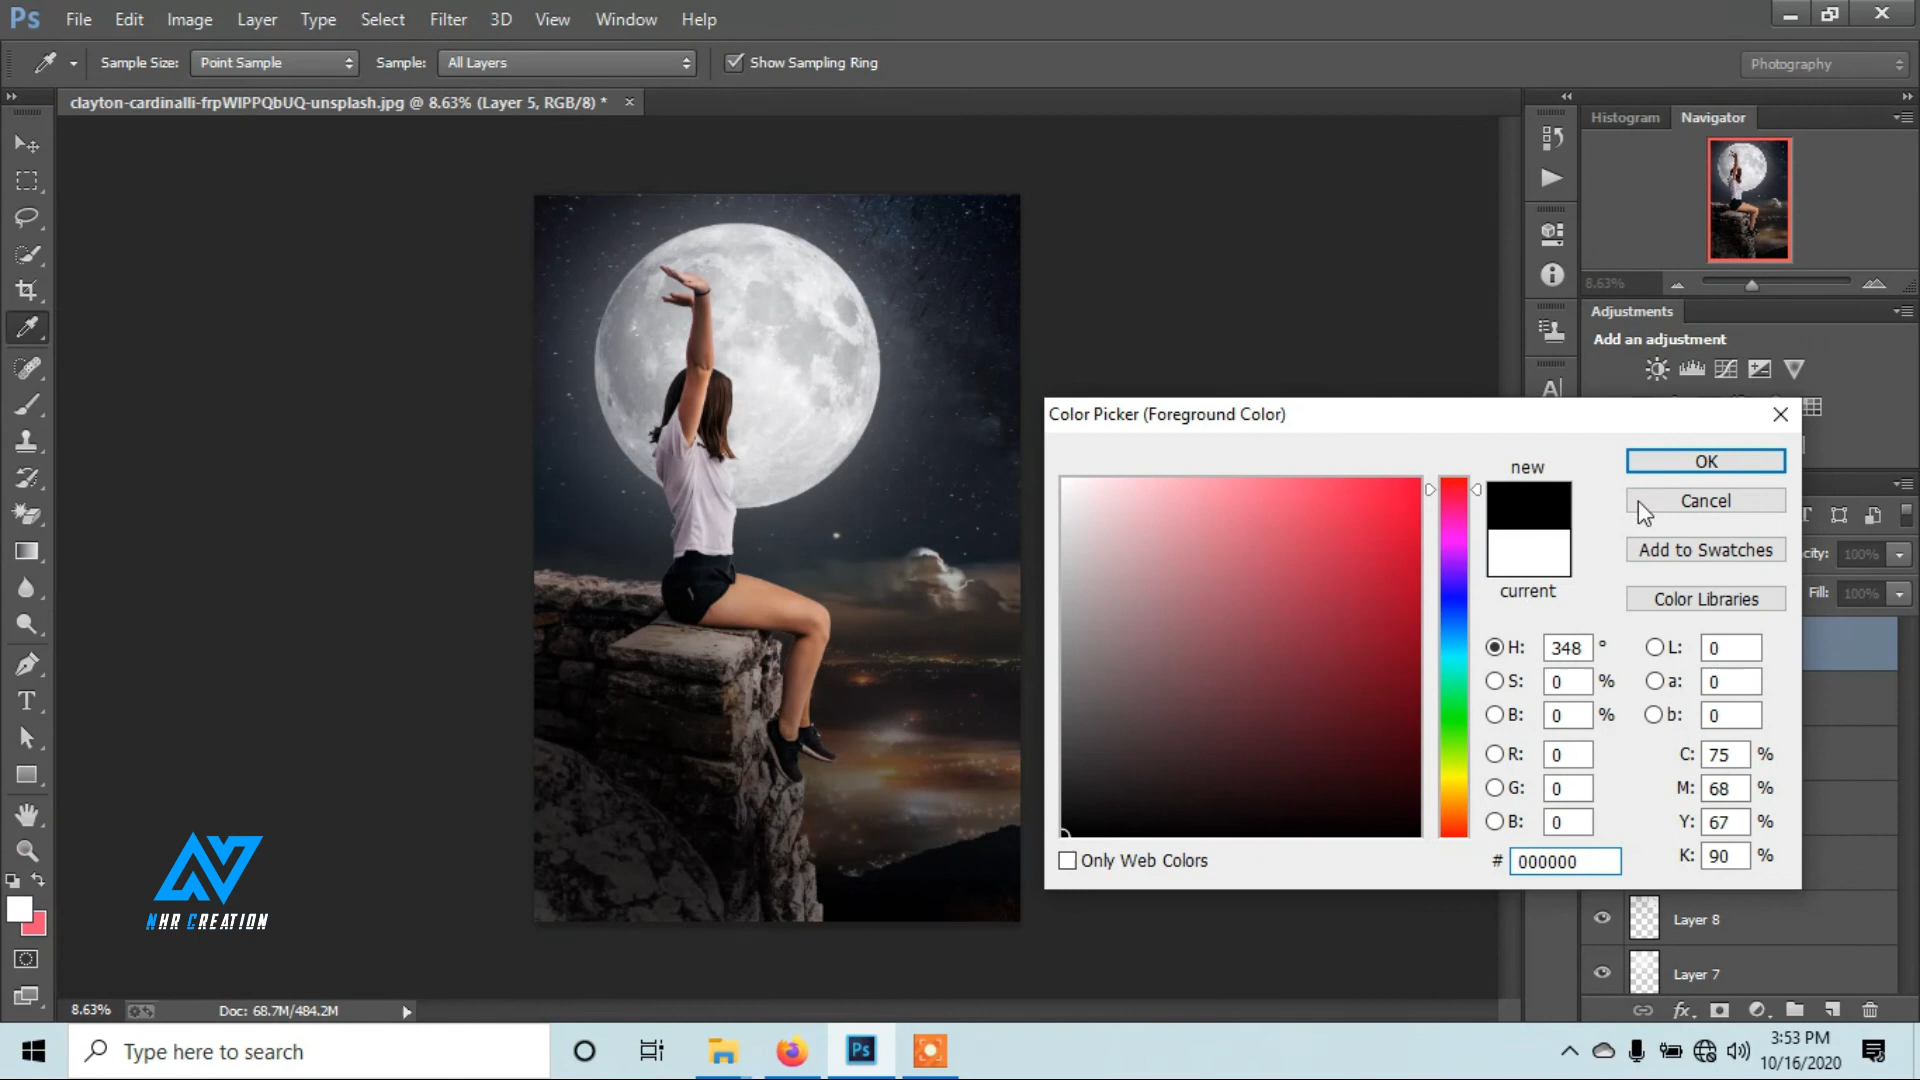 Ps File Edit Image Layer Type Select Filter 3D View Window Help
Sample Size: Point Sample Sample: All Layers Show Sampling Ring Photography
clayton-cardinalli-frpWIPPQbUQ-unsplash.jpg @ 8.63% (Layer 5, RGB/8) * ×
Histogram Navigator
8.63%
Adjustments
Add an adjustment
Color Picker (Foreground Color)
new
OK
Cancel
Add to Swatches
current
Color Libraries
Fill: 100%
100%
H: 348 ° L: 0
S: 0 % a: 0
B: 0 % b: 0
R: 0 C: 75 %
G: 0 M: 68 %
B: 0 Y: 67 %
Only Web Colors # 000000 K: 90 %
NHR CREATION
Layer 8
Layer 7
8.63% Doc: 68.7M/484.2M
Type here to search
Ps
3:53 PM
10/16/2020